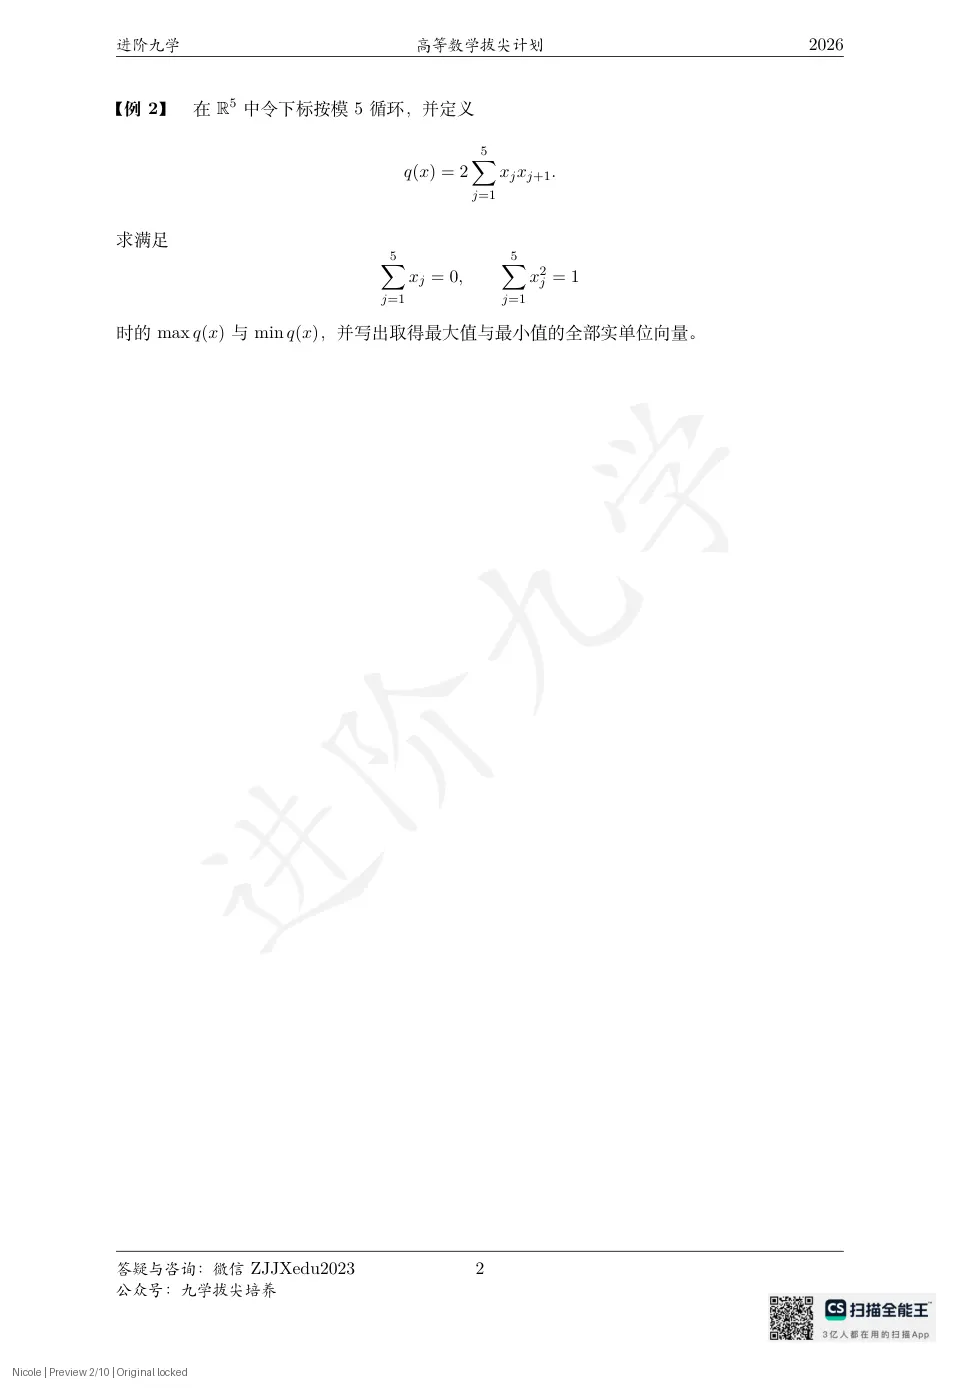 进阶九学 高等数学拔尖计划 2026
【例 2】 在 ℝ⁵ 中令下标按模 5 循环，并定义
q(x) = 2 ∑_{j=1}^{5} x_j x_{j+1}.
求满足
∑_{j=1}^{5} x_j = 0, ∑_{j=1}^{5} x_j^2 = 1
时的 max q(x) 与 min q(x)，并写出取得最大值与最小值的全部实单位向量。
进阶九学
答疑与咨询：微信 ZJJXedu2023 2
公众号：九学拔尖培养
CS 扫描全能王™
3亿人都在用的扫描App
Nicole | Preview 2/10 | Original locked